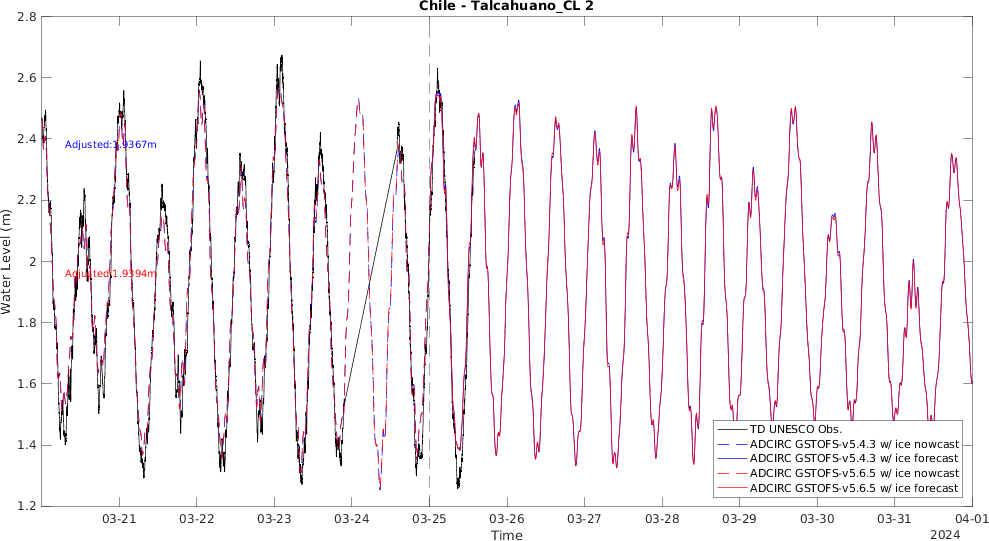 Chile - Talcahuano_CL 2
2.8
2.6
2.4
2.2
2
1.8
1.6
1.4
1.2
Water Level (m)
Adjusted:1.9367m
Adjusted:1.9394m
TD UNESCO Obs.
ADCIRC GSTOFS-v5.4.3 w/ ice nowcast
ADCIRC GSTOFS-v5.4.3 w/ ice forecast
ADCIRC GSTOFS-v5.6.5 w/ ice nowcast
ADCIRC GSTOFS-v5.6.5 w/ ice forecast
03-21 03-22 03-23 03-24 03-25 03-26 03-27 03-28 03-29 03-30 03-31 04-01
Time
2024